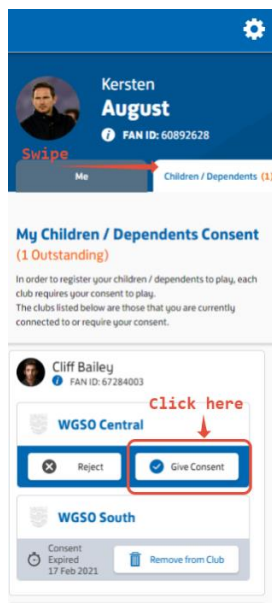 Kersten
August
i FAN ID: 60892628
Swipe
Me
Children / Dependents (1)
My Children / Dependents Consent
(1 Outstanding)
In order to register your children / dependents to play, each
club requires your consent to play.
The clubs listed below are those that you are currently
connected to or require your consent.
Cliff Bailey
i FAN ID: 67284003
Click here
WGSO Central
Reject
Give Consent
WGSO South
Consent
Expired
17 Feb 2021
Remove from Club